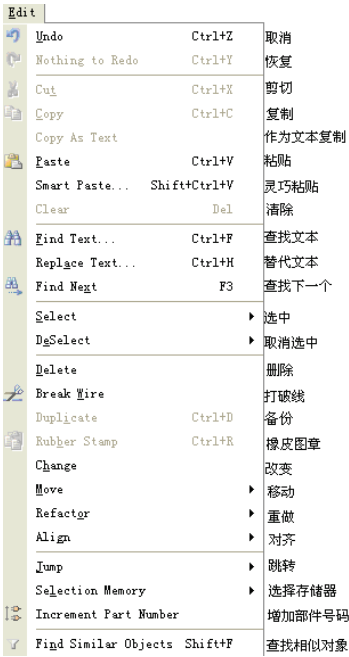 Edit
Undo Ctrl+Z 取消
Nothing to Redo Ctrl+Y 恢复
Cut Ctrl+X 剪切
Copy Ctrl+C 复制
Copy As Text 作为文本复制
Paste Ctrl+V 粘贴
Smart Paste... Shift+Ctrl+V 灵巧粘贴
Clear Del 清除
Find Text... Ctrl+F 查找文本
Replace Text... Ctrl+H 替代文本
Find Next F3 查找下一个
Select 选中
DeSelect 取消选中
Delete 删除
Break Wire 打破线
Duplicate Ctrl+D 备份
Rubber Stamp Ctrl+R 橡皮图章
Change 改变
Move 移动
Refactor 重做
Align 对齐
Jump 跳转
Selection Memory 选择存储器
Increment Part Number 增加部件号码
Find Similar Objects Shift+F 查找相似对象